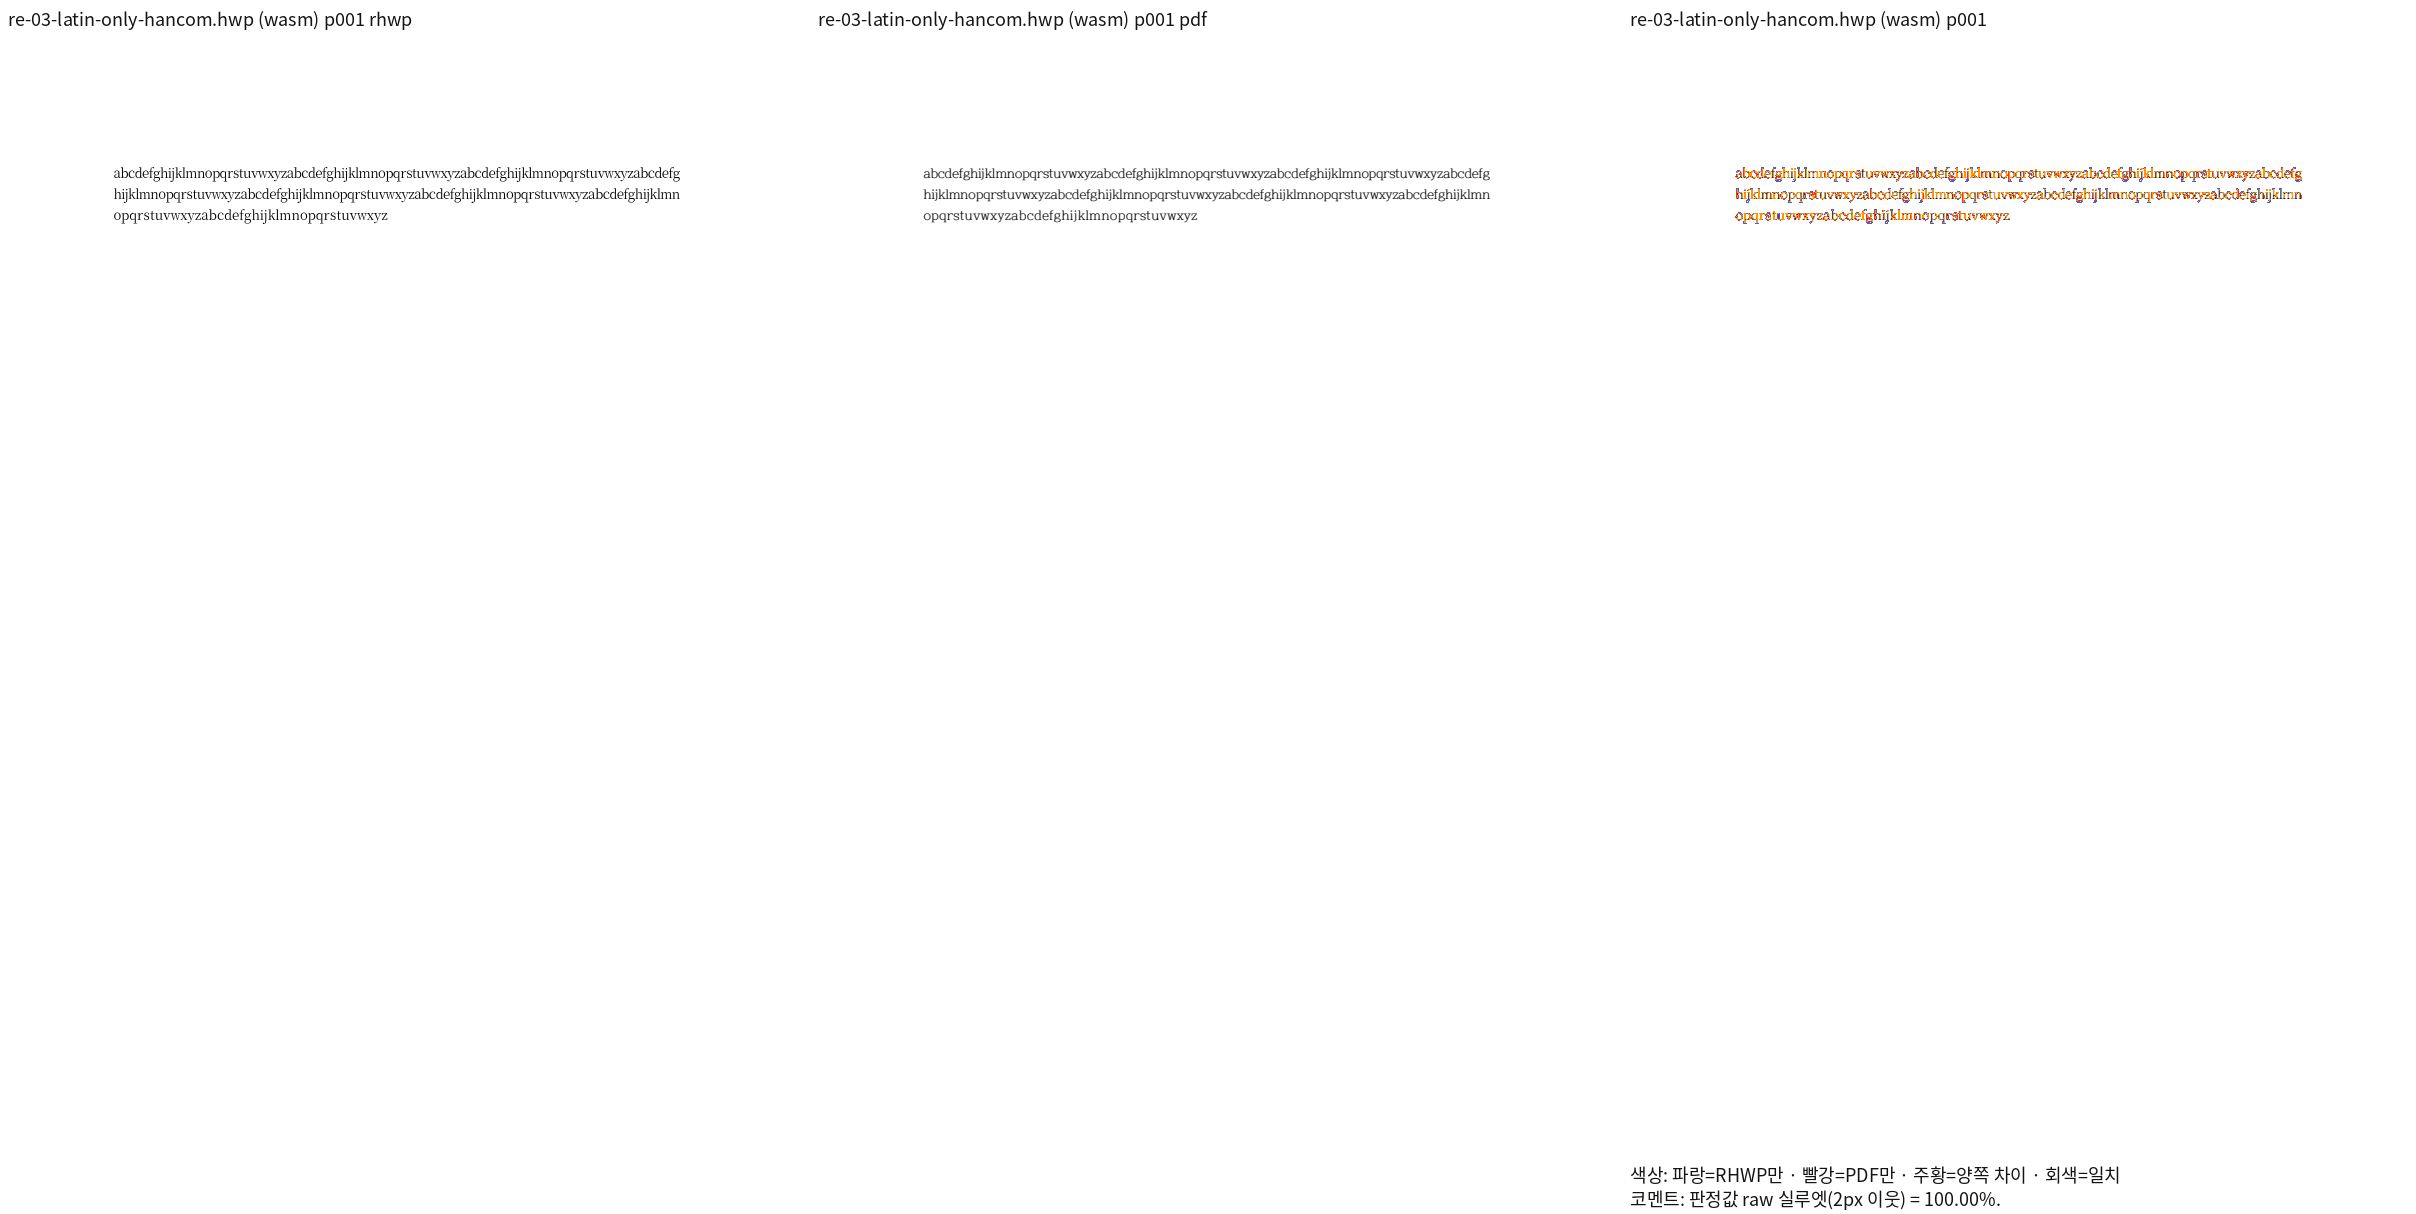 re-03-latin-only-hancom.hwp (wasm) p001 rhwp
abcdefghijklmnopqrstuvwxyzabcdefghijklmnopqrstuvwxyzabcdefghijklmnopqrstuvwxyzabcdefg
hijklmnopqrstuvwxyzabcdefghijklmnopqrstuvwxyzabcdefghijklmnopqrstuvwxyzabcdefghijklmn
opqrstuvwxyzabcdefghijklmnopqrstuvwxyz
re-03-latin-only-hancom.hwp (wasm) p001 pdf
abcdefghijklmnopqrstuvwxyzabcdefghijklmnopqrstuvwxyzabcdefghijklmnopqrstuvwxyzabcdefg
hijklmnopqrstuvwxyzabcdefghijklmnopqrstuvwxyzabcdefghijklmnopqrstuvwxyzabcdefghijklmn
opqrstuvwxyzabcdefghijklmnopqrstuvwxyz
re-03-latin-only-hancom.hwp (wasm) p001
abcdefghijklmnopqrstuvwxyzabcdefghijklmnopqrstuvwxyzabcdefghijklmnopqrstuvwxyzabcdefg
hijklmnopqrstuvwxyzabcdefghijklmnopqrstuvwxyzabcdefghijklmnopqrstuvwxyzabcdefghijklmn
opqrstuvwxyzabcdefghijklmnopqrstuvwxyz
색상: 파랑=RHWP만 · 빨강=PDF만 · 주황=양쪽 차이 · 회색=일치
코멘트: 판정값 raw 실루엣(2px 이웃) = 100.00%.